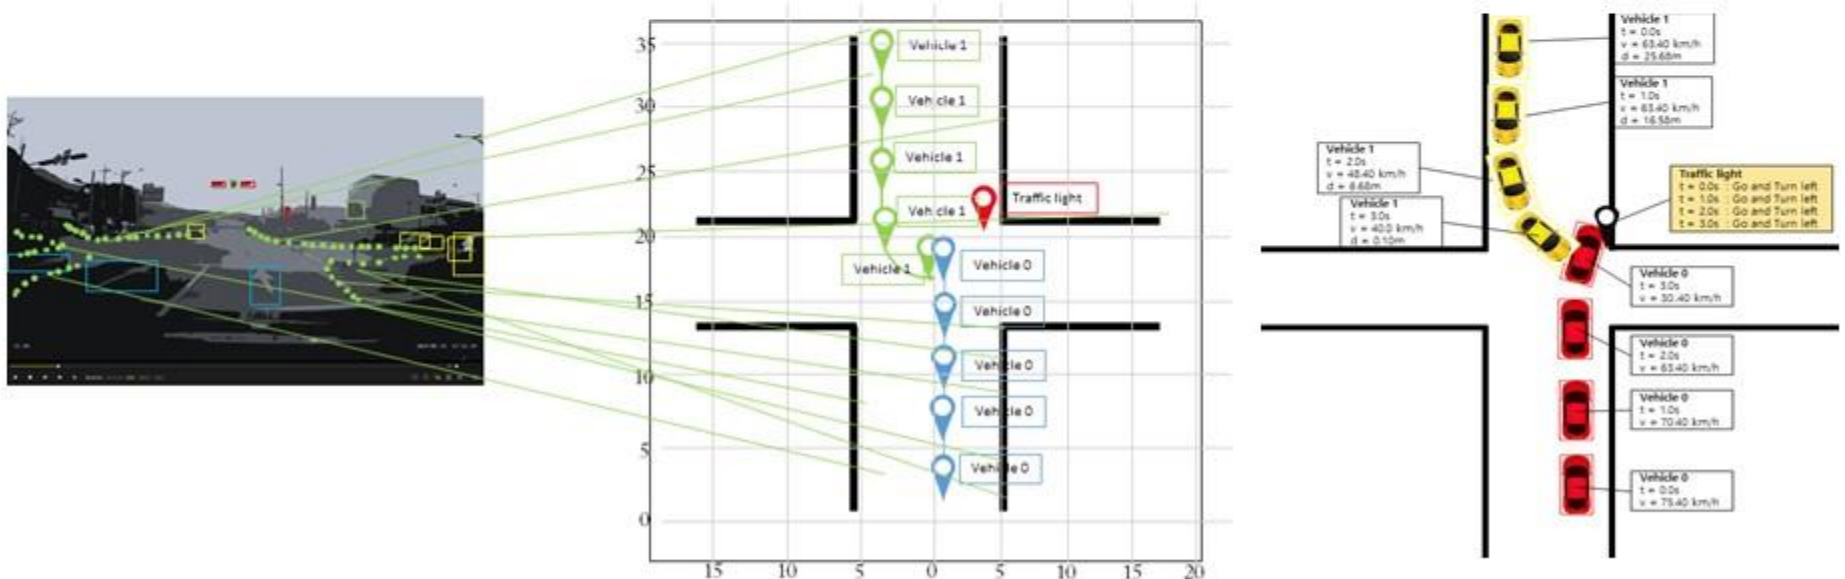 35
30
25
20
15
10
5
0
15
10
5
0
5
10
15
20
Vehicle 1
Vehicle 1
Vehicle 1
Vehicle 1
Traffic light
Vehicle 1
Vehicle 0
Vehicle 0
Vehicle 0
Vehicle 0
Vehicle 0
Vehicle 1
t = 0.0s
v = 63.40 km/h
d = 25.68m
Vehicle 1
t = 1.0s
v = 63.40 km/h
d = 16.58m
Vehicle 1
t = 2.0s
v = 48.40 km/h
d = 6.68m
Vehicle 1
t = 3.0s
v = 40.0 km/h
d = 0.10m
Traffic light
t = 0.0s : Go and Turn left
t = 1.0s : Go and Turn left
t = 2.0s : Go and Turn left
t = 3.0s : Go and Turn left
Vehicle 0
t = 3.0s
v = 30.40 km/h
Vehicle 0
t = 2.0s
v = 63.40 km/h
Vehicle 0
t = 1.0s
v = 70.40 km/h
Vehicle 0
t = 0.0s
v = 75.40 km/h